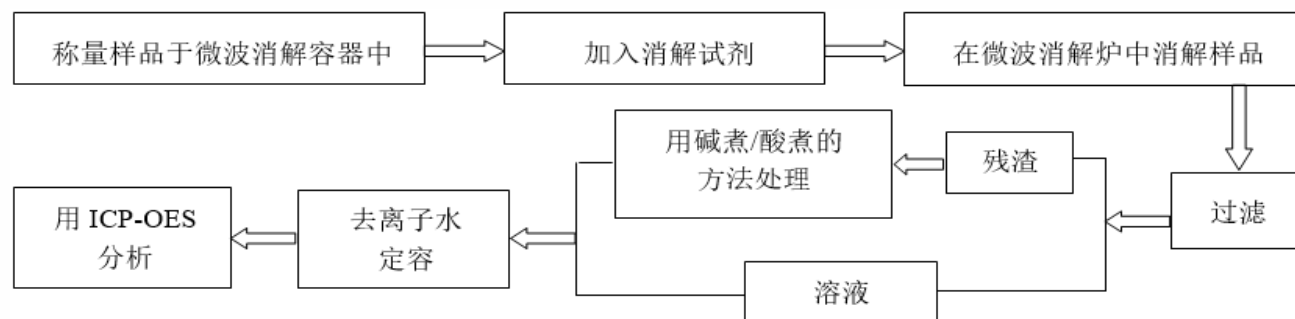 称量样品于微波消解容器中
加入消解试剂
在微波消解炉中消解样品
过滤
残渣
用碱煮/酸煮的
方法处理
溶液
去离子水
定容
用 ICP-OES
分析